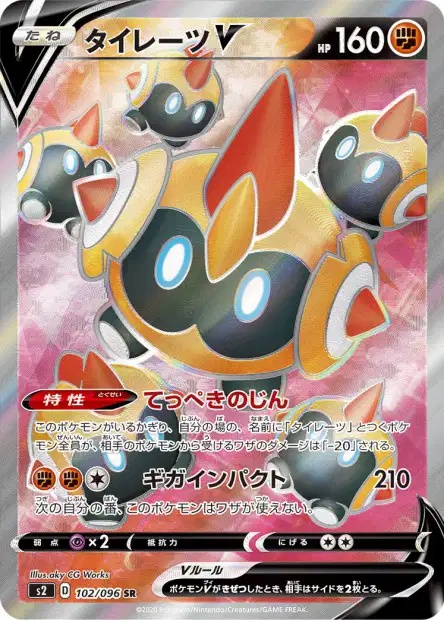 たね タイレーツV HP 160
特性 とくせい てっぺきのじん
このポケモンがいるかぎり、自分の場の、名前に「タイレーツ」とつくポケ
モン全員が、相手のポケモンから受けるワザのダメージは「-20」される。
ギガインパクト 210
次の自分の番、このポケモンはワザが使えない。
弱点 ×2 抵抗力 にげる
Illus. aky CG Works
Vルール
s2 D 102/096 SR
ポケモンVがきぜつしたとき、相手はサイドを2枚とる。
©2020 Pokémon/Nintendo/Creatures/GAME FREAK.